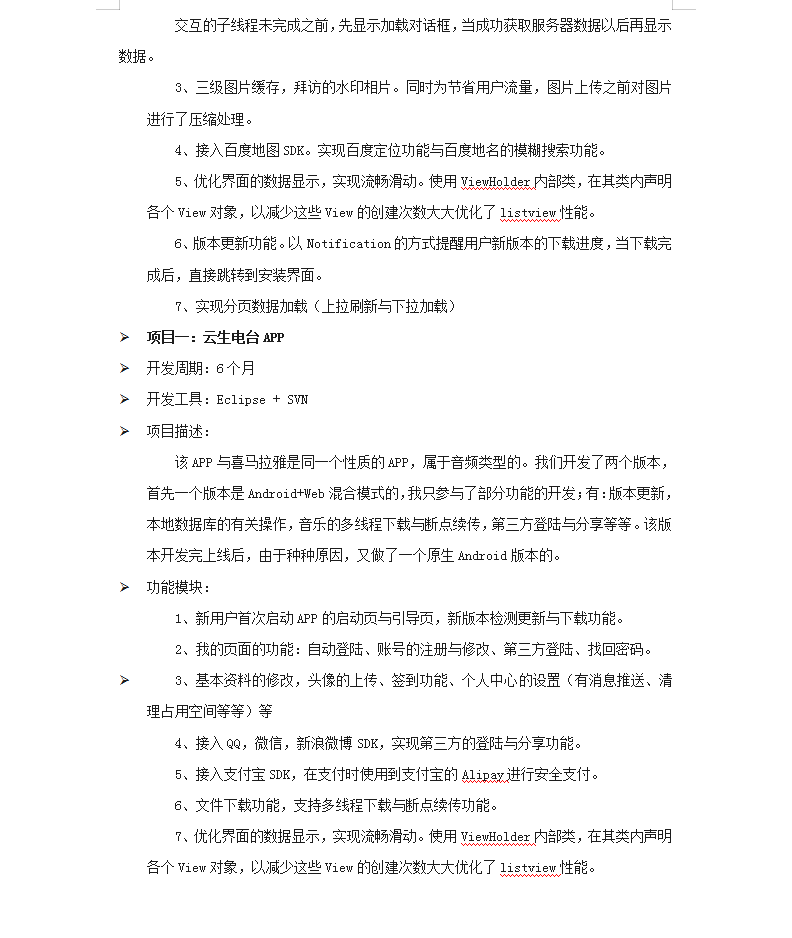 交互的子线程未完成之前，先显示加载对话框，当成功获取服务器数据以后再显示
数据。
3、三级图片缓存，拜访的水印相片。同时为节省用户流量，图片上传之前对图片
进行了压缩处理。
4、接入百度地图 SDK。实现百度定位功能与百度地名的模糊搜索功能。
5、优化界面的数据显示，实现流畅滑动。使用 ViewHolder 内部类，在其类内声明
各个 View 对象，以减少这些 View 的创建次数大大优化了 listview 性能。
6、版本更新功能。以 Notification 的方式提醒用户新版本的下载进度，当下载完
成后，直接跳转到安装界面。
7、实现分页数据加载（上拉刷新与下拉加载）
➢ 项目一：云生电台 APP
➢ 开发周期：6 个月
➢ 开发工具：Eclipse + SVN
➢ 项目描述：
该 APP 与喜马拉雅是同一个性质的 APP，属于音频类型的。我们开发了两个版本，
首先一个版本是 Android+Web 混合模式的，我只参与了部分功能的开发；有：版本更新，
本地数据库的有关操作，音乐的多线程下载与断点续传，第三方登陆与分享等等。该版
本开发完上线后，由于种种原因，又做了一个原生 Android 版本的。
➢ 功能模块：
1、新用户首次启动 APP 的启动页与引导页，新版本检测更新与下载功能。
2、我的页面的功能：自动登陆、账号的注册与修改、第三方登陆、找回密码。
➢ 3、基本资料的修改，头像的上传、签到功能、个人中心的设置（有消息推送、清
理占用空间等等）等
4、接入 QQ，微信，新浪微博 SDK，实现第三方的登陆与分享功能。
5、接入支付宝 SDK，在支付时使用到支付宝的 Alipay 进行安全支付。
6、文件下载功能，支持多线程下载与断点续传功能。
7、优化界面的数据显示，实现流畅滑动。使用 ViewHolder 内部类，在其类内声明
各个 View 对象，以减少这些 View 的创建次数大大优化了 listview 性能。